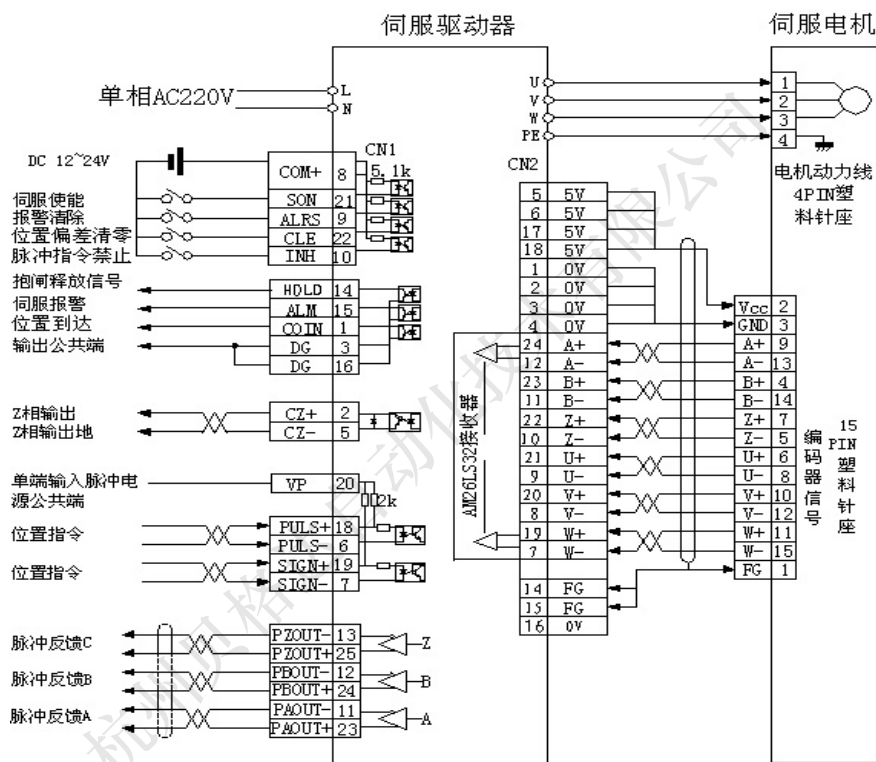 伺服驱动器
伺服电机
单相AC220V
L
N
U
V
W
PE
1
2
3
4
电机动力线
4PIN塑
料针座
DC 12~24V
伺服使能
报警清除
位置偏差清零
脉冲指令禁止
CN1
5.1k
COM+ 8
SON 21
ALRS 9
CLE 22
INH 10
抱闸释放信号
伺服报警
位置到达
输出公共端
HOLD 14
ALM 15
COIN 1
DG 3
DG 16
Z相输出
Z相输出地
CZ+ 2
CZ- 5
单端输入脉冲电
源公共端
VP 20
2k
位置指令
位置指令
PULS+ 18
PULS- 6
SIGN+ 19
SIGN- 7
脉冲反馈C
脉冲反馈B
脉冲反馈A
PZOUT- 13
PZOUT+ 25
PBOUT- 12
PBOUT+ 24
PAOUT- 11
PAOUT+ 23
Z
B
A
CN2
5 5V
6 5V
17 5V
18 5V
1 0V
2 0V
3 0V
4 0V
24 A+
12 A-
23 B+
11 B-
22 Z+
10 Z-
21 U+
9 U-
20 V+
8 V-
19 W+
7 W-
14 FG
15 FG
16 0V
AM26LS32接收器
Vcc 2
GND 3
A+ 9
A- 13
B+ 4
B- 14
Z+ 7
Z- 5
U+ 6
U- 8
V+ 10
V- 12
W+ 11
W- 15
FG 1
编码器信号
15
PIN
塑料针座